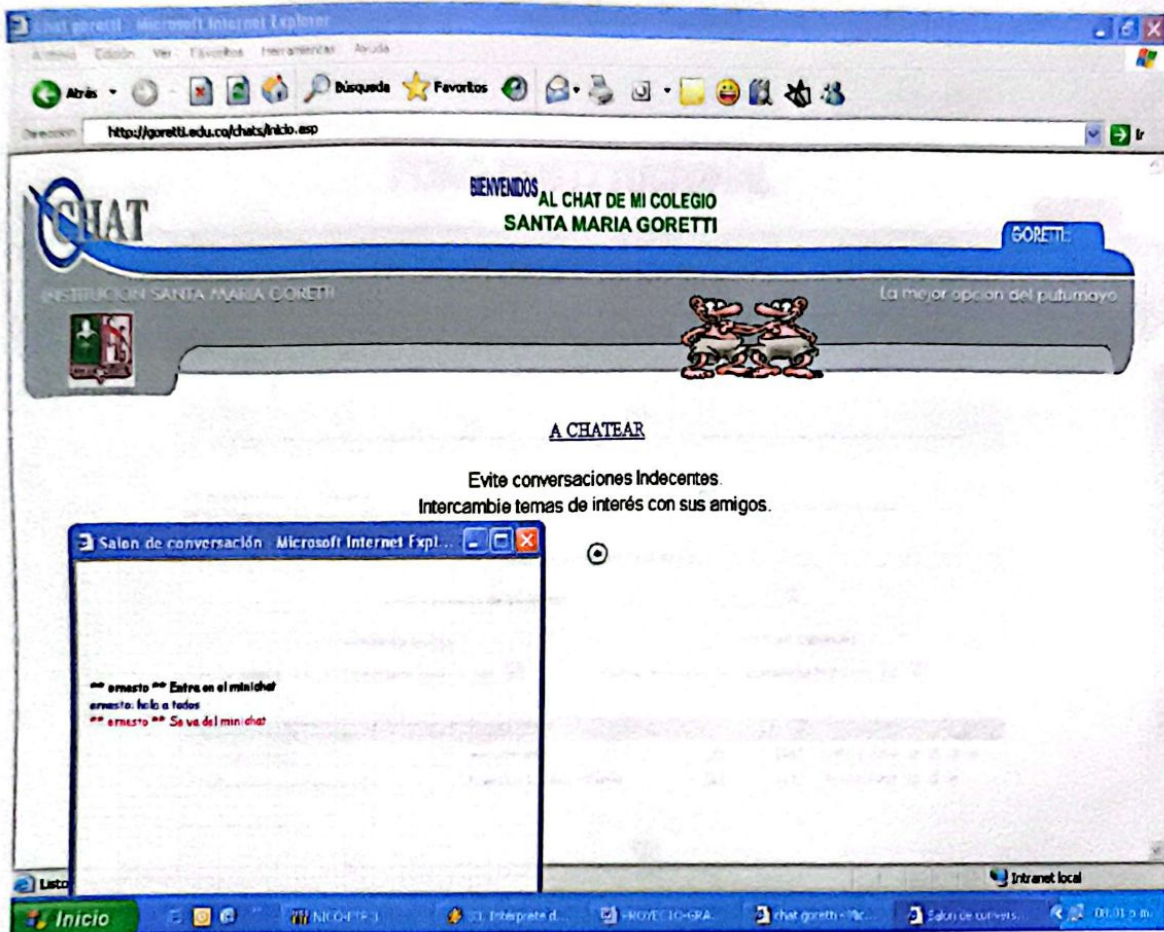 Chat goretti - Microsoft Internet Explorer
Edición Ver Favoritos Herramientas Ayuda
Atrás Búsqueda Favoritos
Dirección http://goretti.edu.co/chats/inicio.asp Ir
CHAT
BIENVENIDOS AL CHAT DE MI COLEGIO
SANTA MARIA GORETTI
GORETTI
INSTITUCION SANTA MARIA GORETTI
La mejor opcion del putumayo
A CHATEAR
Evite conversaciones Indecentes.
Intercambie temas de interés con sus amigos.
Salon de conversación - Microsoft Internet Expl...
** ernesto ** Entra en el minichat
ernesto: hola a todos
** ernesto ** Se va del minichat
Listo
Intranet local
Inicio
chat goretti - Mic...
Salon de convers...